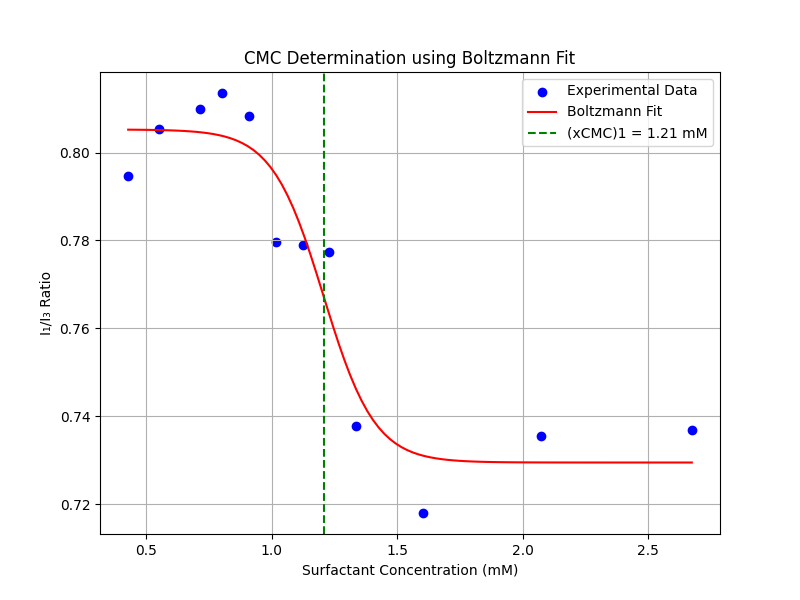 CMC Determination using Boltzmann Fit
Experimental Data
Boltzmann Fit
(xCMC)1 = 1.21 mM
I₁/I₃ Ratio
0.80
0.78
0.76
0.74
0.72
0.5 1.0 1.5 2.0 2.5
Surfactant Concentration (mM)